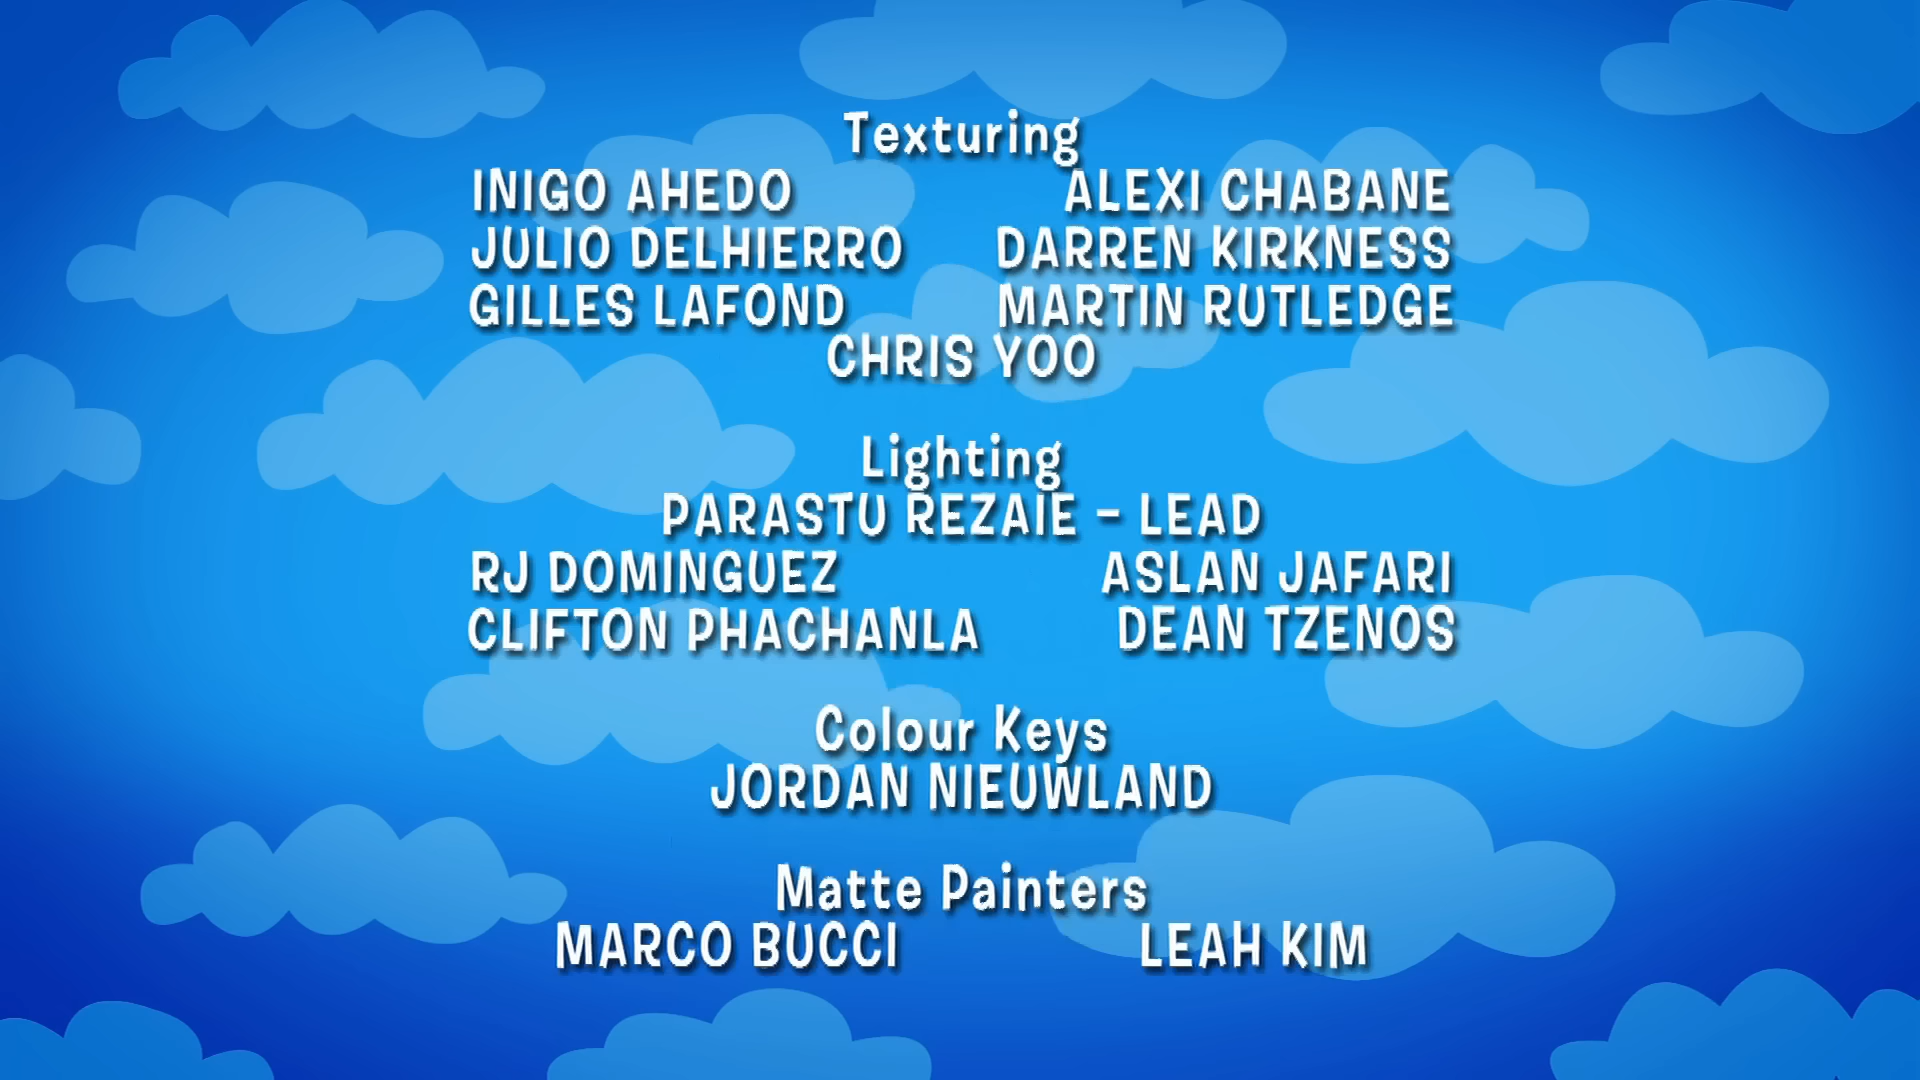 Texturing
INIGO AHEDO ALEXI CHABANE
JULIO DELHIERRO DARREN KIRKNESS
GILLES LAFOND MARTIN RUTLEDGE
CHRIS YOO
Lighting
PARASTU REZAIE - LEAD
RJ DOMINGUEZ ASLAN JAFARI
CLIFTON PHACHANLA DEAN TZENOS
Colour Keys
JORDAN NIEUWLAND
Matte Painters
MARCO BUCCI LEAH KIM